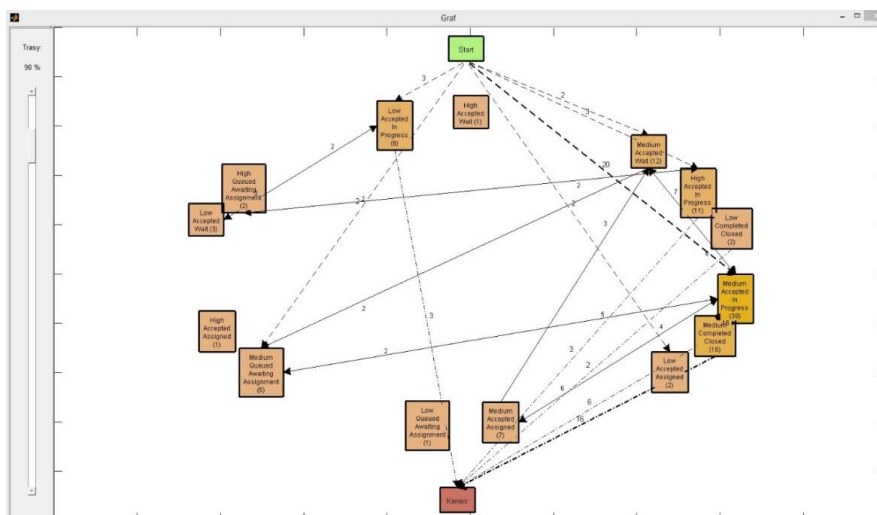 Graf
Trasy:
90 %
Start
Low
Accepted
In
Progress
(8)
High
Accepted
Wait (1)
Medium
Accepted
Wait (12)
High
Accepted
In
Progress
(11)
High
Queued
Awaiting
Assignment
(2)
Low
Accepted
Wait (3)
Low
Completed
Closed
(2)
Medium
Accepted
In
Progress
(39)
High
Accepted
Assigned
(1)
Medium
Completed
Closed
(16)
Medium
Queued
Awaiting
Assignment
(6)
Low
Accepted
Assigned
(2)
Low
Queued
Awaiting
Assignment
(1)
Medium
Accepted
Assigned
(7)
Koniec
3
2
3
2
20
7
2
2
2
3
2
3
4
3
2
2
6
6
16